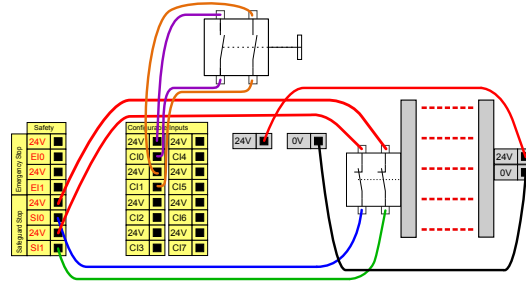 Safety
Emergency Stop
24V
EI0
24V
EI1
Safeguard Stop
24V
SI0
24V
SI1
Configurable Inputs
24V 24V
CI0 CI4
24V 24V
CI1 CI5
24V 24V
CI2 CI6
24V 24V
CI3 CI7
24V 0V
24V
0V